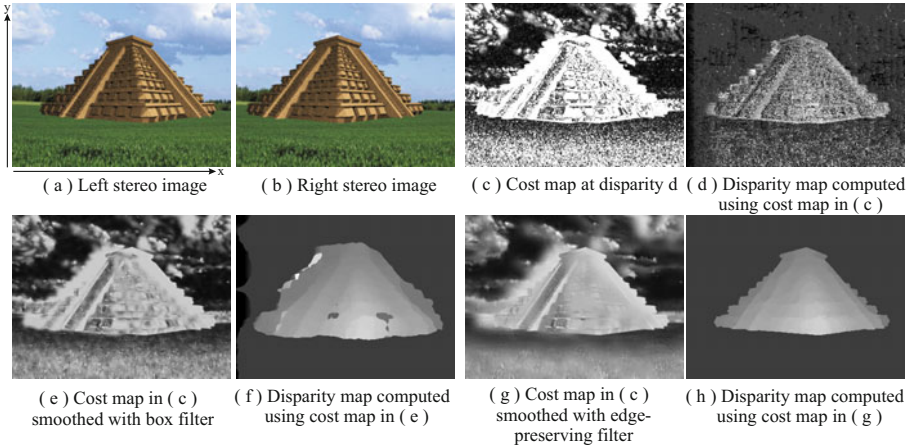 y
x
( a ) Left stereo image
( b ) Right stereo image
( c ) Cost map at disparity d
( d ) Disparity map computed
using cost map in ( c )
( e ) Cost map in ( c )
smoothed with box filter
( f ) Disparity map computed
using cost map in ( e )
( g ) Cost map in ( c )
smoothed with edge-
preserving filter
( h ) Disparity map computed
using cost map in ( g )